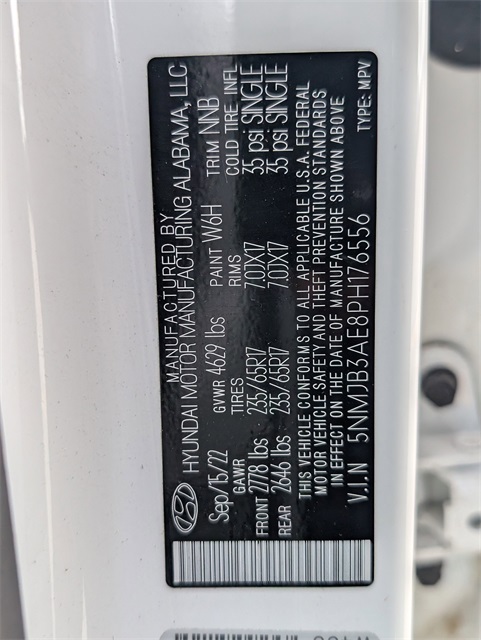 MANUFACTURED BY
HYUNDAI MOTOR MANUFACTURING ALABAMA, LLC
Sep/15/22 GVWR 4629 lbs PAINT W6H TRIM NNB
GAWR TIRES RIMS COLD TIRE INFL
FRONT 2778 lbs 235/65R17 7.0JX17 35 psi SINGLE
REAR 2646 lbs 235/65R17 7.0JX17 35 psi SINGLE
THIS VEHICLE CONFORMS TO ALL APPLICABLE U.S.A. FEDERAL
MOTOR VEHICLE SAFETY AND THEFT PREVENTION STANDARDS
IN EFFECT ON THE DATE OF MANUFACTURE SHOWN ABOVE
V.I.N 5NMJB3AE8PH176556 TYPE: MPV